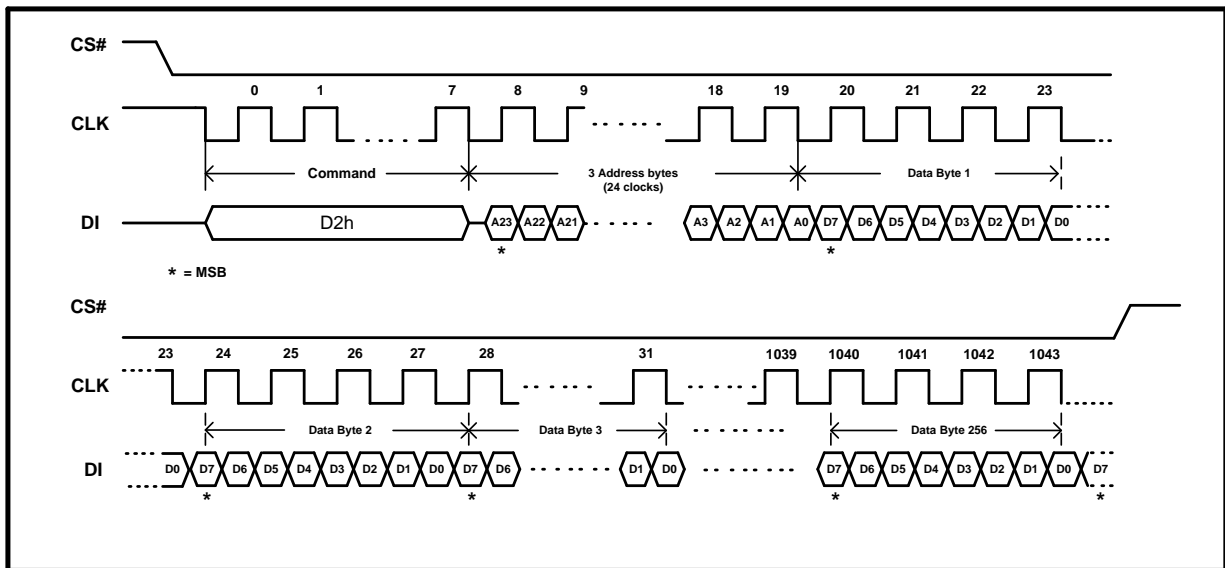 CS#
0 1 7 8 9 18 19 20 21 22 23
CLK
Command 3 Address bytes (24 clocks) Data Byte 1
DI D2h A23 A22 A21 A3 A2 A1 A0 D7 D6 D5 D4 D3 D2 D1 D0
* *
* = MSB
CS#
23 24 25 26 27 28 31 1039 1040 1041 1042 1043
CLK
Data Byte 2 Data Byte 3 Data Byte 256
DI D0 D7 D6 D5 D4 D3 D2 D1 D0 D7 D6 D1 D0 D7 D6 D5 D4 D3 D2 D1 D0 D7
* * * *